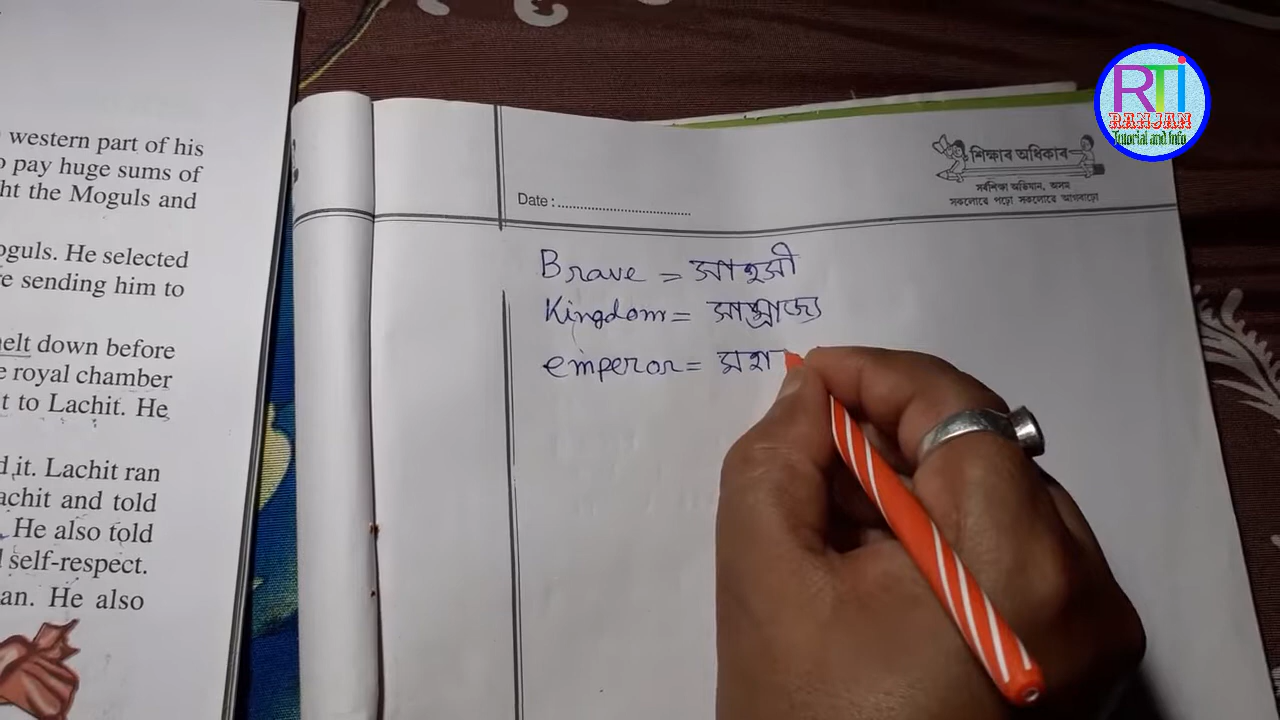 western part of his
pay huge sums of
ht the Moguls and
oguls. He selected
e sending him to
elt down before
e royal chamber
t to Lachit. He
d it. Lachit ran
achit and told
He also told
self-respect.
an. He also
Date :
শিক্ষাৰ অধিকাৰ
সৰ্বশিক্ষা অভিযান, অসম
সকলোৱে পঢ়ো সকলোৱে আগবাঢ়ো
Brave = সাহসী
Kingdom = সাম্ৰাজ্য
emperor = মহা
RTI
RANJAN
Tutorial and Info